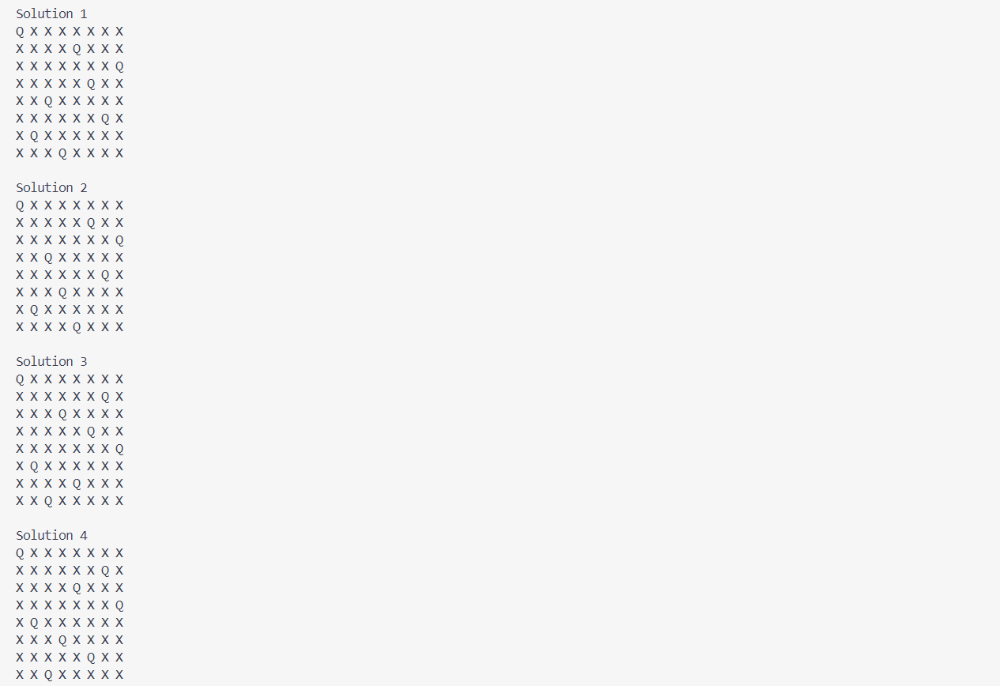 Solution 1
Q X X X X X X X
X X X X Q X X X
X X X X X X X Q
X X X X X Q X X
X X Q X X X X X
X X X X X X Q X
X Q X X X X X X
X X X Q X X X X
Solution 2
Q X X X X X X X
X X X X X Q X X
X X X X X X X Q
X X Q X X X X X
X X X X X X Q X
X X X Q X X X X
X Q X X X X X X
X X X X Q X X X
Solution 3
Q X X X X X X X
X X X X X X Q X
X X X Q X X X X
X X X X X Q X X
X X X X X X X Q
X Q X X X X X X
X X X X Q X X X
X X Q X X X X X
Solution 4
Q X X X X X X X
X X X X X X Q X
X X X X Q X X X
X X X X X X X Q
X Q X X X X X X
X X X Q X X X X
X X X X X Q X X
X X Q X X X X X